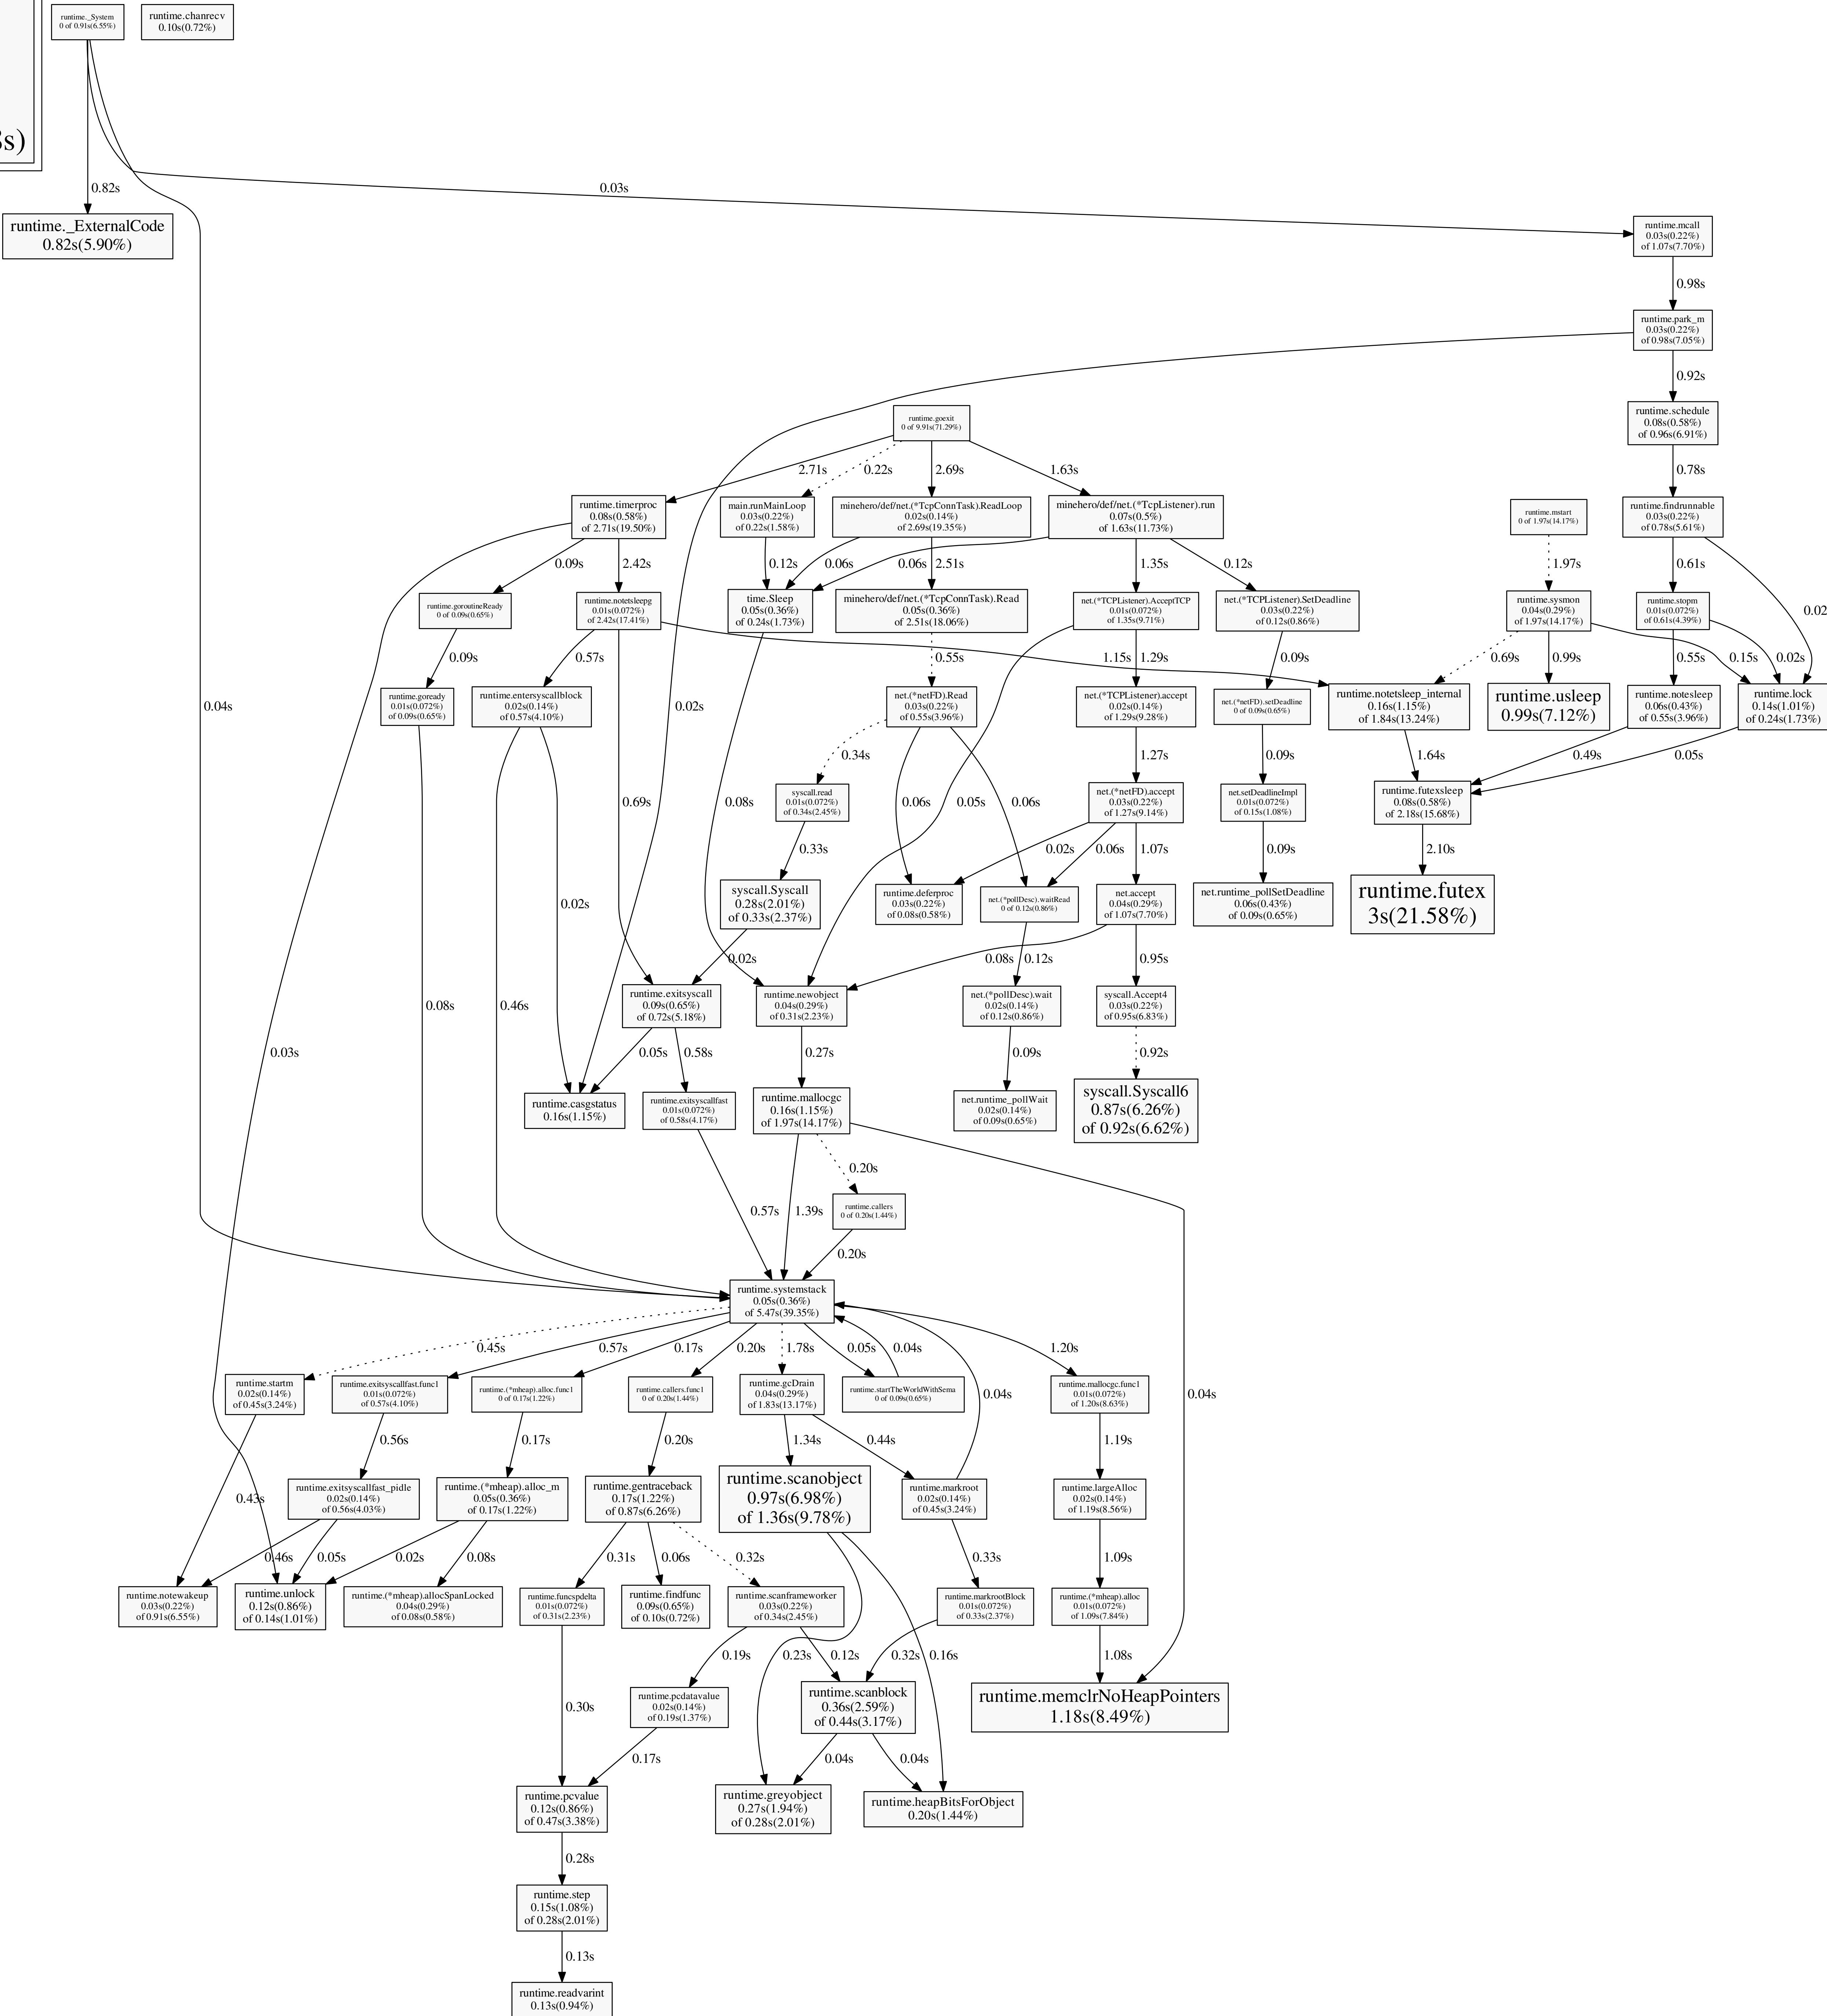 runtime._System
0 of 0.91s(6.55%)
runtime.chanrecv
0.10s(0.72%)
s)
0.82s
0.03s
runtime._ExternalCode
0.82s(5.90%)
runtime.mcall
0.03s(0.22%)
of 1.07s(7.70%)
0.98s
runtime.park_m
0.03s(0.22%)
of 0.98s(7.05%)
0.92s
runtime.goexit
0 of 9.91s(71.29%)
runtime.schedule
0.08s(0.58%)
of 0.96s(6.91%)
2.71s
0.22s
2.69s
1.63s
0.78s
runtime.timerproc
0.08s(0.58%)
of 2.71s(19.50%)
main.runMainLoop
0.03s(0.22%)
of 0.22s(1.58%)
minehero/def/net.(*TcpConnTask).ReadLoop
0.02s(0.14%)
of 2.69s(19.35%)
minehero/def/net.(*TcpListener).run
0.07s(0.5%)
of 1.63s(11.73%)
runtime.mstart
0 of 1.97s(14.17%)
runtime.findrunnable
0.03s(0.22%)
of 0.78s(5.61%)
0.09s
2.42s
0.12s
0.06s
0.06s
2.51s
1.35s
0.12s
1.97s
0.61s
runtime.goroutineReady
0 of 0.09s(0.65%)
runtime.notetsleepg
0.01s(0.072%)
of 2.42s(17.41%)
time.Sleep
0.05s(0.36%)
of 0.24s(1.73%)
minehero/def/net.(*TcpConnTask).Read
0.05s(0.36%)
of 2.51s(18.06%)
net.(*TCPListener).AcceptTCP
0.01s(0.072%)
of 1.35s(9.71%)
net.(*TCPListener).SetDeadline
0.03s(0.22%)
of 0.12s(0.86%)
runtime.sysmon
0.04s(0.29%)
of 1.97s(14.17%)
runtime.stopm
0.01s(0.072%)
of 0.61s(4.39%)
0.02
0.09s
0.57s
0.55s
1.15s
1.29s
0.09s
0.69s
0.99s
0.55s
0.15s
0.02s
runtime.goready
0.01s(0.072%)
of 0.09s(0.65%)
runtime.entersyscallblock
0.02s(0.14%)
of 0.57s(4.10%)
0.04s
0.02s
net.(*netFD).Read
0.03s(0.22%)
of 0.55s(3.96%)
net.(*TCPListener).accept
0.02s(0.14%)
of 1.29s(9.28%)
net.(*netFD).setDeadline
0 of 0.09s(0.65%)
runtime.notetsleep_internal
0.16s(1.15%)
of 1.84s(13.24%)
runtime.usleep
0.99s(7.12%)
runtime.notesleep
0.06s(0.43%)
of 0.55s(3.96%)
runtime.lock
0.14s(1.01%)
of 0.24s(1.73%)
0.34s
1.27s
0.09s
1.64s
0.49s
0.05s
0.69s
0.08s
syscall.read
0.01s(0.072%)
of 0.34s(2.45%)
0.06s
0.05s
0.06s
net.(*netFD).accept
0.03s(0.22%)
of 1.27s(9.14%)
net.setDeadlineImpl
0.01s(0.072%)
of 0.15s(1.08%)
runtime.futexsleep
0.08s(0.58%)
of 2.18s(15.68%)
0.33s
0.02s
0.06s
1.07s
0.09s
2.10s
0.02s
syscall.Syscall
0.28s(2.01%)
of 0.33s(2.37%)
runtime.deferproc
0.03s(0.22%)
of 0.08s(0.58%)
net.(*pollDesc).waitRead
0 of 0.12s(0.86%)
net.accept
0.04s(0.29%)
of 1.07s(7.70%)
net.runtime_pollSetDeadline
0.06s(0.43%)
of 0.09s(0.65%)
runtime.futex
3s(21.58%)
0.02s
0.08s
0.12s
0.95s
0.08s
0.46s
runtime.exitsyscall
0.09s(0.65%)
of 0.72s(5.18%)
runtime.newobject
0.04s(0.29%)
of 0.31s(2.23%)
net.(*pollDesc).wait
0.02s(0.14%)
of 0.12s(0.86%)
syscall.Accept4
0.03s(0.22%)
of 0.95s(6.83%)
0.03s
0.05s
0.58s
0.27s
0.09s
0.92s
runtime.casgstatus
0.16s(1.15%)
runtime.exitsyscallfast
0.01s(0.072%)
of 0.58s(4.17%)
runtime.mallocgc
0.16s(1.15%)
of 1.97s(14.17%)
net.runtime_pollWait
0.02s(0.14%)
of 0.09s(0.65%)
syscall.Syscall6
0.87s(6.26%)
of 0.92s(6.62%)
0.20s
0.57s
1.39s
runtime.callers
0 of 0.20s(1.44%)
0.20s
runtime.systemstack
0.05s(0.36%)
of 5.47s(39.35%)
0.45s
0.57s
0.17s
0.20s
1.78s
0.05s
0.04s
1.20s
runtime.startm
0.02s(0.14%)
of 0.45s(3.24%)
runtime.exitsyscallfast.func1
0.01s(0.072%)
of 0.57s(4.10%)
runtime.(*mheap).alloc.func1
0 of 0.17s(1.22%)
runtime.callers.func1
0 of 0.20s(1.44%)
runtime.gcDrain
0.04s(0.29%)
of 1.83s(13.17%)
runtime.startTheWorldWithSema
0 of 0.09s(0.65%)
0.04s
runtime.mallocgc.func1
0.01s(0.072%)
of 1.20s(8.63%)
0.04s
0.56s
0.17s
0.20s
1.34s
0.44s
1.19s
0.43s
runtime.exitsyscallfast_pidle
0.02s(0.14%)
of 0.56s(4.03%)
runtime.(*mheap).alloc_m
0.05s(0.36%)
of 0.17s(1.22%)
runtime.gentraceback
0.17s(1.22%)
of 0.87s(6.26%)
runtime.scanobject
0.97s(6.98%)
of 1.36s(9.78%)
runtime.markroot
0.02s(0.14%)
of 0.45s(3.24%)
runtime.largeAlloc
0.02s(0.14%)
of 1.19s(8.56%)
0.46s
0.05s
0.02s
0.08s
0.31s
0.06s
0.32s
0.33s
1.09s
runtime.notewakeup
0.03s(0.22%)
of 0.91s(6.55%)
runtime.unlock
0.12s(0.86%)
of 0.14s(1.01%)
runtime.(*mheap).allocSpanLocked
0.04s(0.29%)
of 0.08s(0.58%)
runtime.funcspdelta
0.01s(0.072%)
of 0.31s(2.23%)
runtime.findfunc
0.09s(0.65%)
of 0.10s(0.72%)
runtime.scanframeworker
0.03s(0.22%)
of 0.34s(2.45%)
runtime.markrootBlock
0.01s(0.072%)
of 0.33s(2.37%)
runtime.(*mheap).alloc
0.01s(0.072%)
of 1.09s(7.84%)
0.19s
0.23s
0.12s
0.32s
0.16s
1.08s
0.30s
runtime.pcdatavalue
0.02s(0.14%)
of 0.19s(1.37%)
runtime.scanblock
0.36s(2.59%)
of 0.44s(3.17%)
runtime.memclrNoHeapPointers
1.18s(8.49%)
0.17s
0.04s
0.04s
runtime.pcvalue
0.12s(0.86%)
of 0.47s(3.38%)
runtime.greyobject
0.27s(1.94%)
of 0.28s(2.01%)
runtime.heapBitsForObject
0.20s(1.44%)
0.28s
runtime.step
0.15s(1.08%)
of 0.28s(2.01%)
0.13s
runtime.readvarint
0.13s(0.94%)